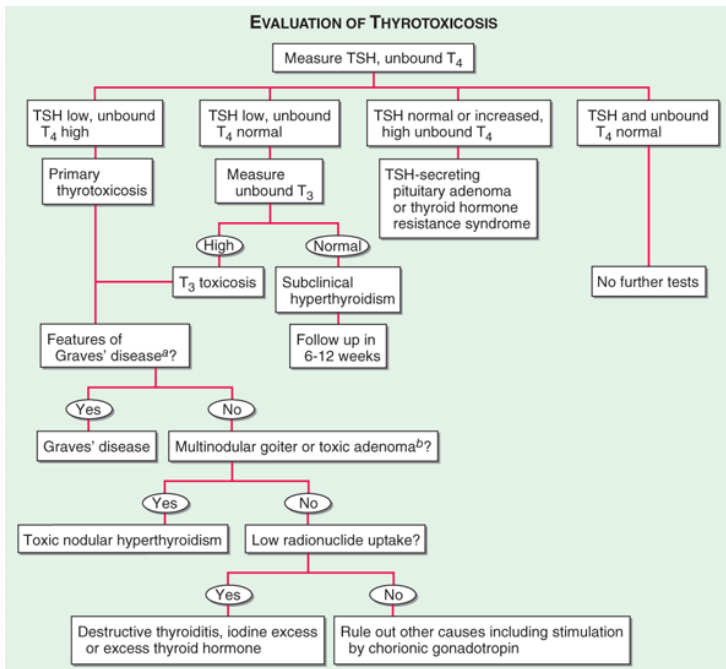 EVALUATION OF THYROTOXICOSIS
Measure TSH, unbound T4
TSH low, unbound
T4 high
TSH low, unbound
T4 normal
TSH normal or increased,
high unbound T4
TSH and unbound
T4 normal
Primary
thyrotoxicosis
Measure
unbound T3
TSH-secreting
pituitary adenoma
or thyroid hormone
resistance syndrome
High
Normal
T3 toxicosis
Subclinical
hyperthyroidism
No further tests
Features of
Graves' diseasea?
Follow up in
6-12 weeks
Yes
No
Graves' disease
Multinodular goiter or toxic adenomab?
Yes
No
Toxic nodular hyperthyroidism
Low radionuclide uptake?
Yes
No
Destructive thyroiditis, iodine excess
or excess thyroid hormone
Rule out other causes including stimulation
by chorionic gonadotropin